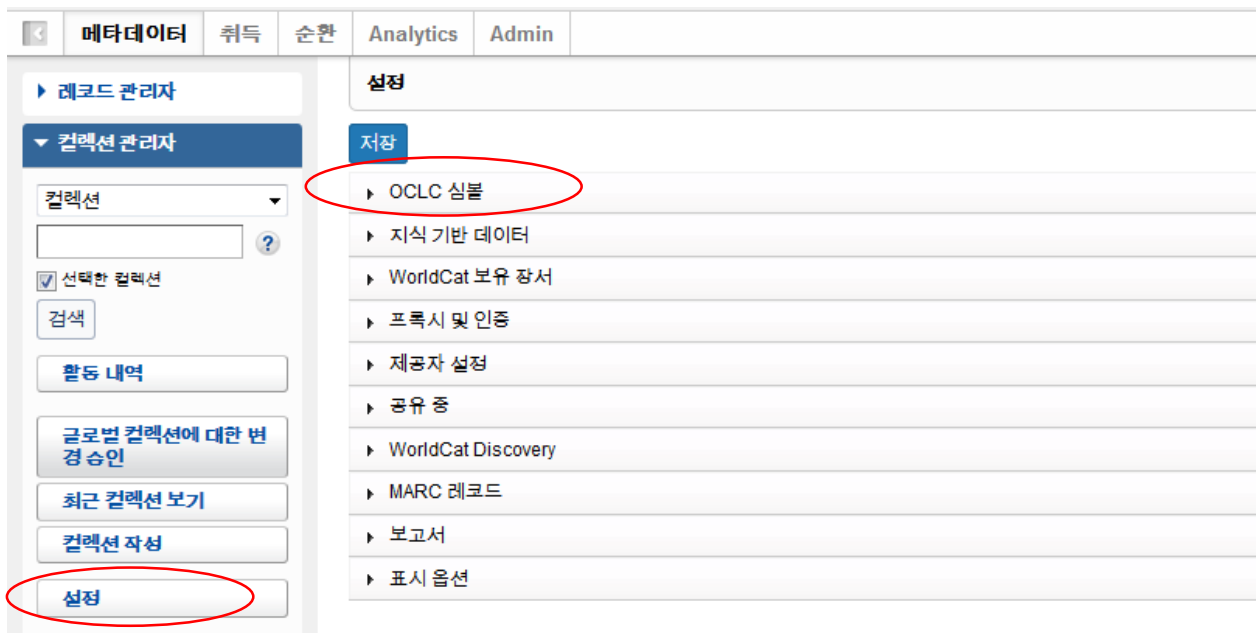 메타데이터 취득 순환 Analytics Admin
레코드 관리자
컬렉션 관리자
컬렉션
?
선택한 컬렉션
검색
활동 내역
글로벌 컬렉션에 대한 변
경 승인
최근 컬렉션 보기
컬렉션 작성
설정
설정
저장
OCLC 심볼
지식 기반 데이터
WorldCat 보유 장서
프록시 및 인증
제공자 설정
공유 중
WorldCat Discovery
MARC 레코드
보고서
표시 옵션